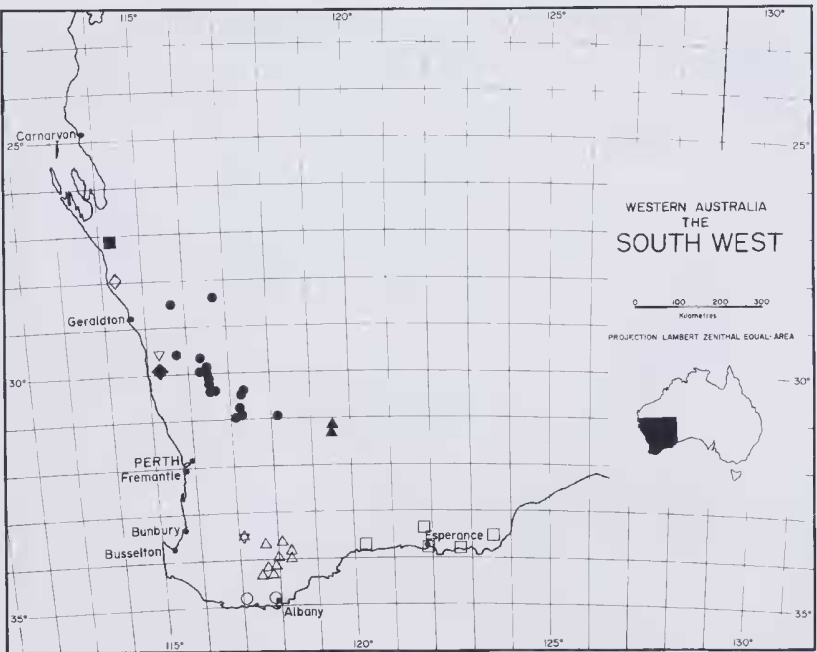 115° 120° 125° 130°
Carnarvon
25° 25°
WESTERN AUSTRALIA
THE
SOUTH WEST
0 100 200 300
Kilometres
Geraldton
PROJECTION LAMBERT ZENITHAL EQUAL-AREA
30° 30°
PERTH
Fremantle
Bunbury
Esperance
Busselton
Albany
35° 35°
115° 120° 125° 130°